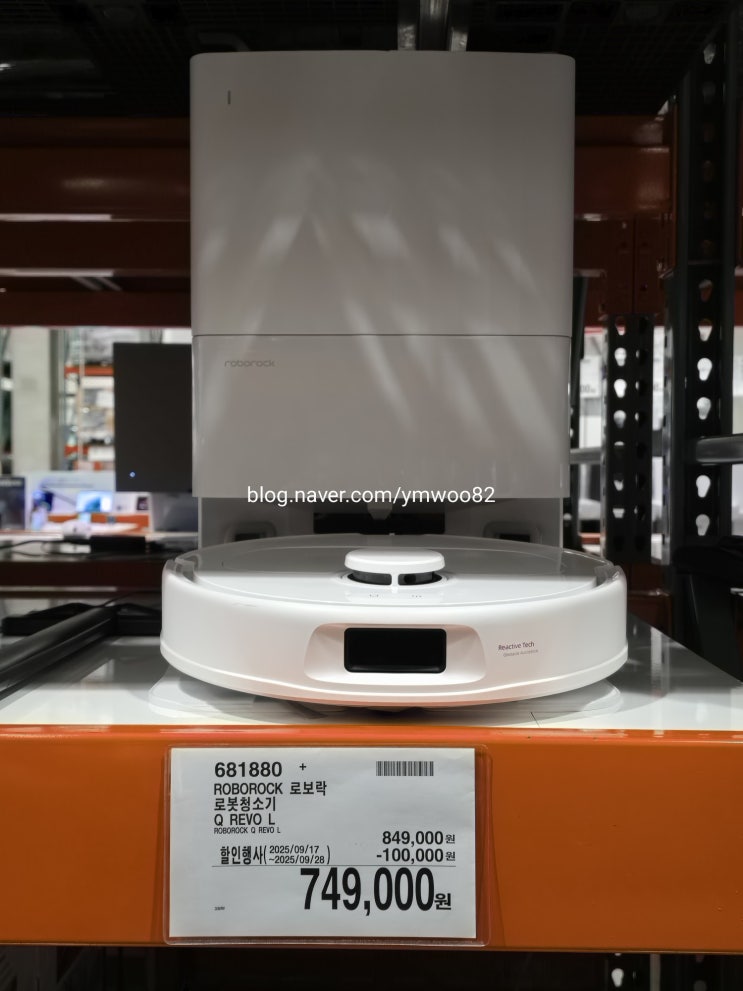 roborock
blog.naver.com/ymwoo82
Reactive Tech
681880 +
ROBOROCK 로보락
로봇청소기
Q REVO L
ROBOROCK Q REVO L
849,000원
할인행사( 2025/09/17 ~2025/09/28 ) -100,000원
749,000원